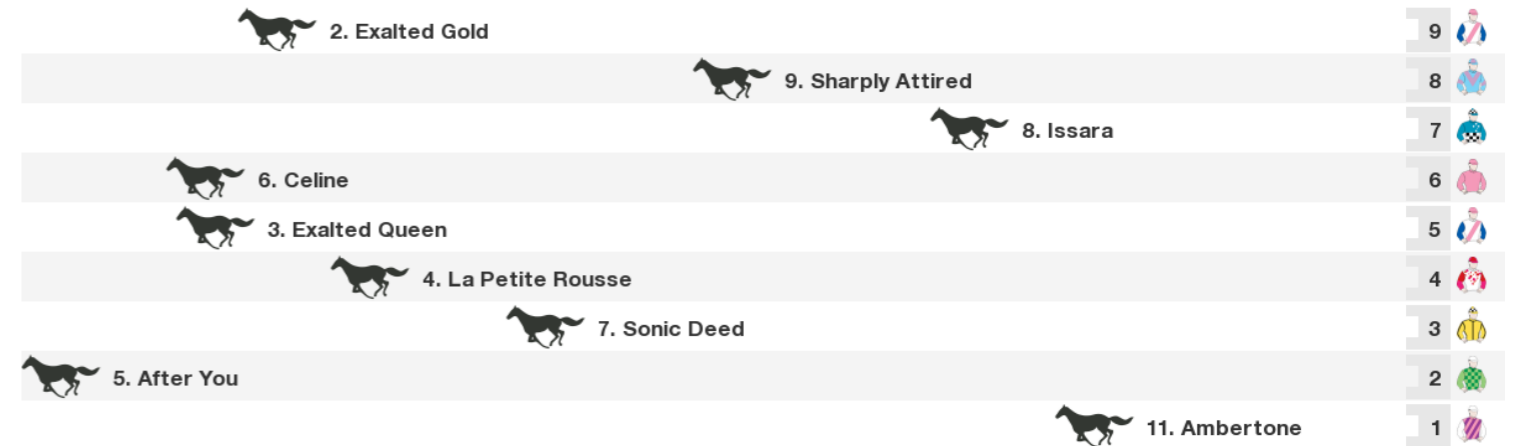 2. Exalted Gold 9
9. Sharply Attired 8
8. Issara 7
6. Celine 6
3. Exalted Queen 5
4. La Petite Rousse 4
7. Sonic Deed 3
5. After You 2
11. Ambertone 1